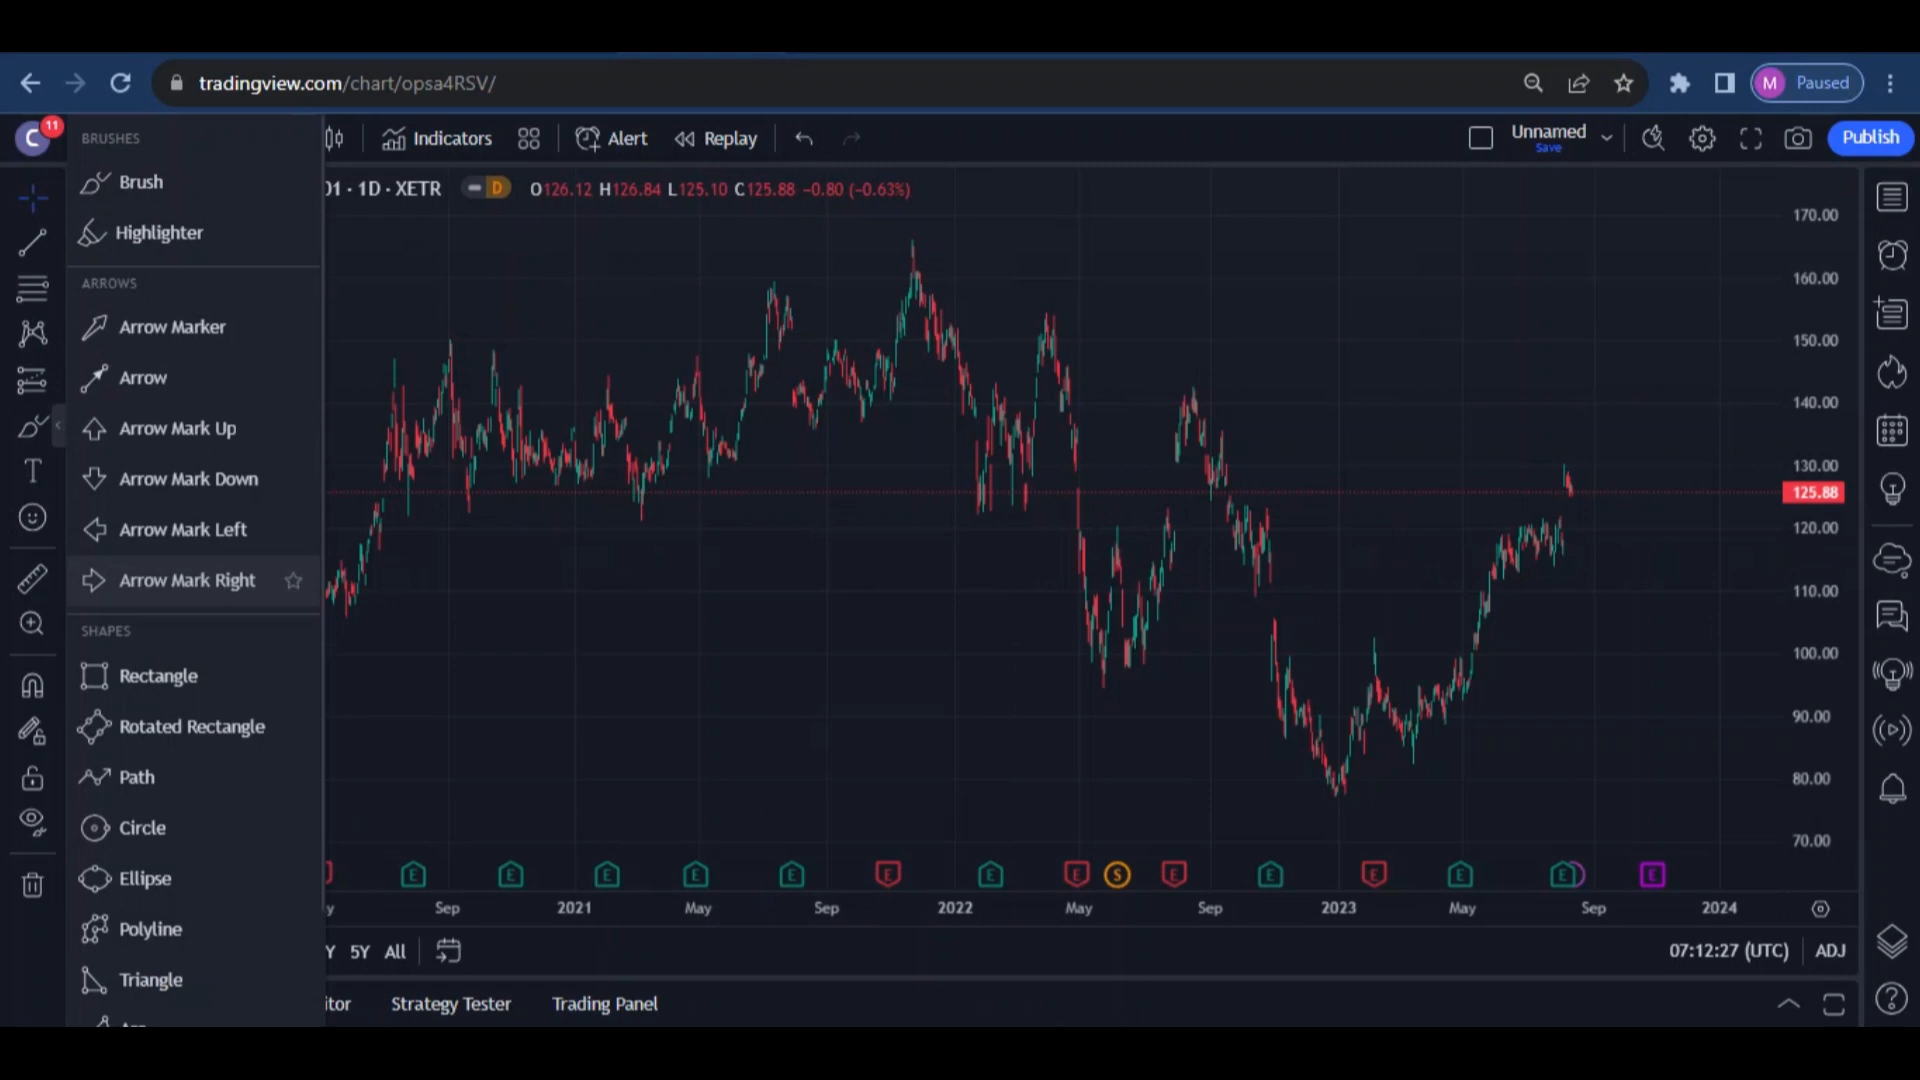 tradingview.com/chart/opsa4RSV/
M Paused
C 11
Indicators
Alert
Replay
Unnamed
Save
Publish
01 · 1D · XETR
D
O126.12 H126.84 L125.10 C125.88 −0.80 (−0.63%)
BRUSHES
Brush
Highlighter
ARROWS
Arrow Marker
Arrow
Arrow Mark Up
Arrow Mark Down
Arrow Mark Left
Arrow Mark Right
SHAPES
Rectangle
Rotated Rectangle
Path
Circle
Ellipse
Polyline
Triangle
T
170.00
160.00
150.00
140.00
130.00
125.88
120.00
110.00
100.00
90.00
80.00
70.00
E E E E E E E E S E E E E E E
y Sep 2021 May Sep 2022 May Sep 2023 May Sep 2024
Y 5Y All
07:12:27 (UTC) ADJ
itor Strategy Tester Trading Panel